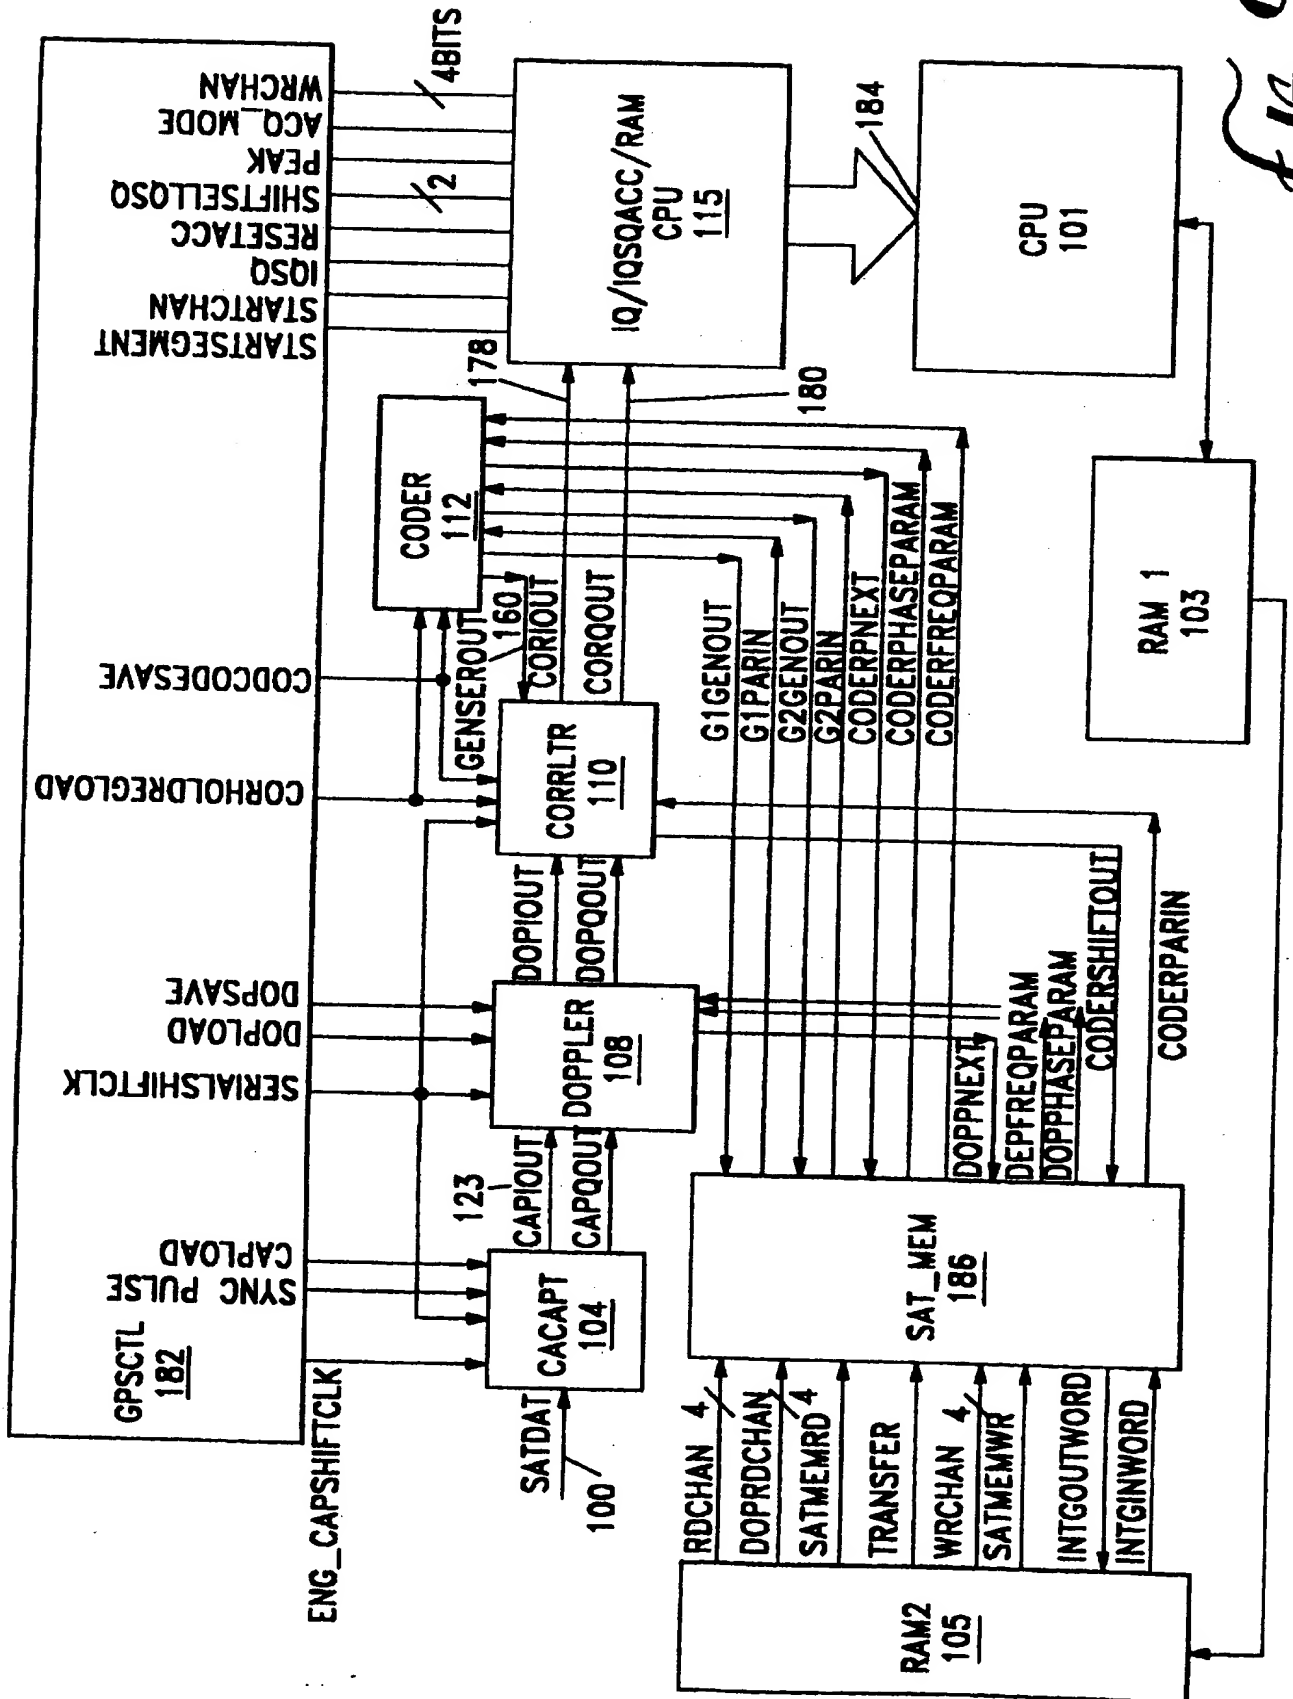 GPSCTL
182
ENG_CAPSHIFTCLK
SYNC PULSE
CAPLOAD
SERIALSHIFTCLK
DOPLOAD
DOPSAVE
CORHOLDREGLOAD
CODCODESAVE
STARTSEGMENT
STARTCHAN
IQSQ
RESETACC
SHIFTSELLQSQ
2
PEAK
ACQ_MODE
WRCHAN
4BITS
SATDAT
100
CACAPT
104
123
CAPIOUT
CAPQOUT
DOPPLER
108
DOPIOUT
DOPQOUT
CORRLTR
110
GENSEROUT
160
CORIOUT
CORQOUT
CODER
112
178
180
IQ/IQSQACC/RAM
CPU
115
184
CPU
101
RAM 1
103
G1GENOUT
G1PARIN
G2GENOUT
G2PARIN
CODERPNEXT
CODERPHASEPARAM
CODERFREQPARAM
DOPPNEXT
DEPFREQPARAM
DOPPHASEPARAM
CODERSHIFTOUT
CODERPARIN
SAT_MEM
186
RDCHAN 4
DOPRDCHAN 4
SATMEMRD
TRANSFER
WRCHAN 4
SATMEMWR
INTGOUTWORD
INTGINWORD
RAM2
105